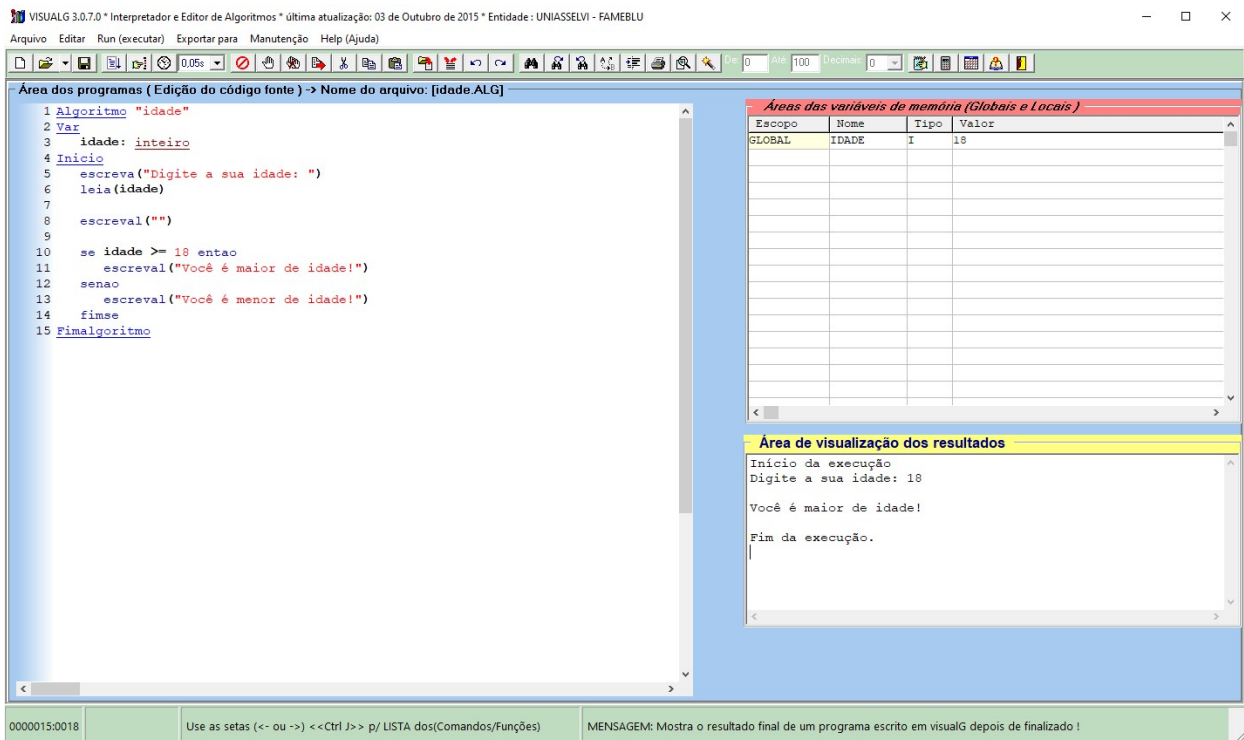 VISUALG 3.0.7.0 * Interpretador e Editor de Algoritmos * última atualização: 03 de Outubro de 2015 * Entidade : UNIASSELVI - FAMEBLU
Arquivo Editar Run (executar) Exportar para Manutenção Help (Ajuda)
0,05s De: 0 Até: 100 Decimais: 0
Área dos programas ( Edição do código fonte ) -> Nome do arquivo: [idade.ALG]
1 Algoritmo "idade"
2 Var
3 idade: inteiro
4 Inicio
5 escreva("Digite a sua idade: ")
6 leia(idade)
7
8 escreval("")
9
10 se idade >= 18 entao
11 escreval("Você é maior de idade!")
12 senao
13 escreval("Você é menor de idade!")
14 fimse
15 Fimalgoritmo
Áreas das variáveis de memória (Globais e Locais )
Escopo Nome Tipo Valor
GLOBAL IDADE I 18
Área de visualização dos resultados
Início da execução
Digite a sua idade: 18
Você é maior de idade!
Fim da execução.
0000015:0018 Use as setas (<- ou ->) <<Ctrl J>> p/ LISTA dos(Comandos/Funções) MENSAGEM: Mostra o resultado final de um programa escrito em visualG depois de finalizado !